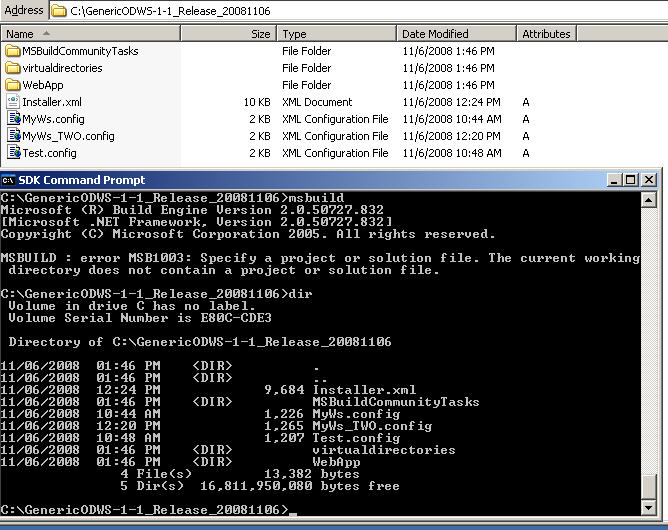 Address C:\GenericODWS-1-1_Release_20081106
Name Size Type Date Modified Attributes
MSBuildCommunityTasks File Folder 11/6/2008 1:46 PM
virtualdirectories File Folder 11/6/2008 1:46 PM
WebApp File Folder 11/6/2008 1:46 PM
Installer.xml 10 KB XML Document 11/6/2008 12:24 PM A
MyWs.config 2 KB XML Configuration File 11/6/2008 10:44 AM A
MyWs_TWO.config 2 KB XML Configuration File 11/6/2008 12:20 PM A
Test.config 2 KB XML Configuration File 11/6/2008 10:48 AM A
SDK Command Prompt
C:\GenericODWS-1-1_Release_20081106>msbuild
Microsoft (R) Build Engine Version 2.0.50727.832
[Microsoft .NET Framework, Version 2.0.50727.832]
Copyright (C) Microsoft Corporation 2005. All rights reserved.
MSBUILD : error MSB1003: Specify a project or solution file. The current working
directory does not contain a project or solution file.
C:\GenericODWS-1-1_Release_20081106>dir
Volume in drive C has no label.
Volume Serial Number is E80C-CDE3
Directory of C:\GenericODWS-1-1_Release_20081106
11/06/2008 01:46 PM <DIR> .
11/06/2008 01:46 PM <DIR> ..
11/06/2008 12:24 PM 9,684 Installer.xml
11/06/2008 01:46 PM <DIR> MSBuildCommunityTasks
11/06/2008 10:44 AM 1,226 MyWs.config
11/06/2008 12:20 PM 1,265 MyWs_TWO.config
11/06/2008 10:48 AM 1,207 Test.config
11/06/2008 01:46 PM <DIR> virtualdirectories
11/06/2008 01:46 PM <DIR> WebApp
4 File(s) 13,382 bytes
5 Dir(s) 16,811,950,080 bytes free
C:\GenericODWS-1-1_Release_20081106>_